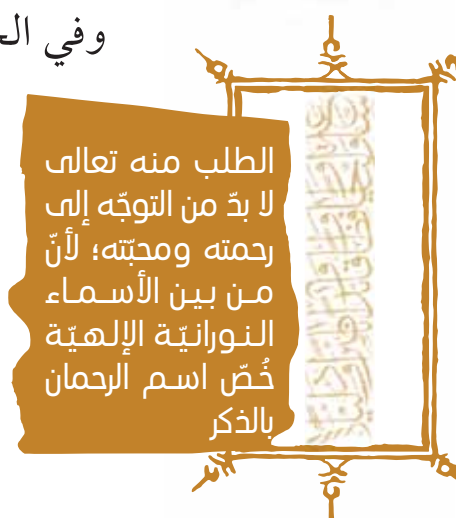 وفي
الطلب منه تعالى
لا بدّ من التوجّه إلى
رحمته ومحبّته؛ لأنّ
من بين الأسماء
النورانيّة الإلهيّة
خُصّ اسم الرحمان
بالذكر